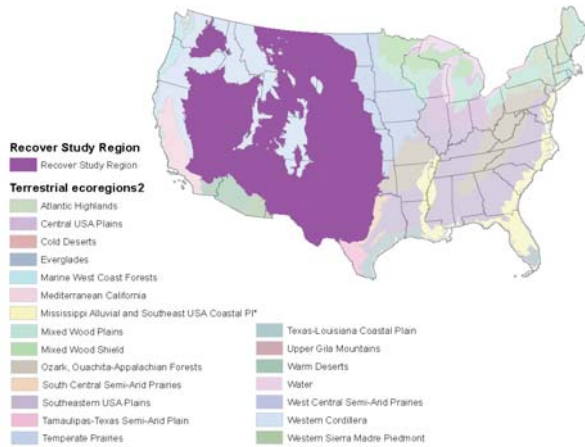 Recover Study Region
Recover Study Region
Terrestrial ecoregions2
Atlantic Highlands
Central USA Plains
Cold Deserts
Everglades
Marine West Coast Forests
Mediterranean California
Mississippi Alluvial and Southeast USA Coastal Pl*
Mixed Wood Plains
Mixed Wood Shield
Ozark, Ouachita-Appalachian Forests
South Central Semi-Arid Prairies
Southeastern USA Plains
Tamaulipas-Texas Semi-Arid Plain
Temperate Prairies
Texas-Louisiana Coastal Plain
Upper Gila Mountains
Warm Deserts
Water
West Central Semi-Arid Prairies
Western Cordillera
Western Sierra Madre Piedmont